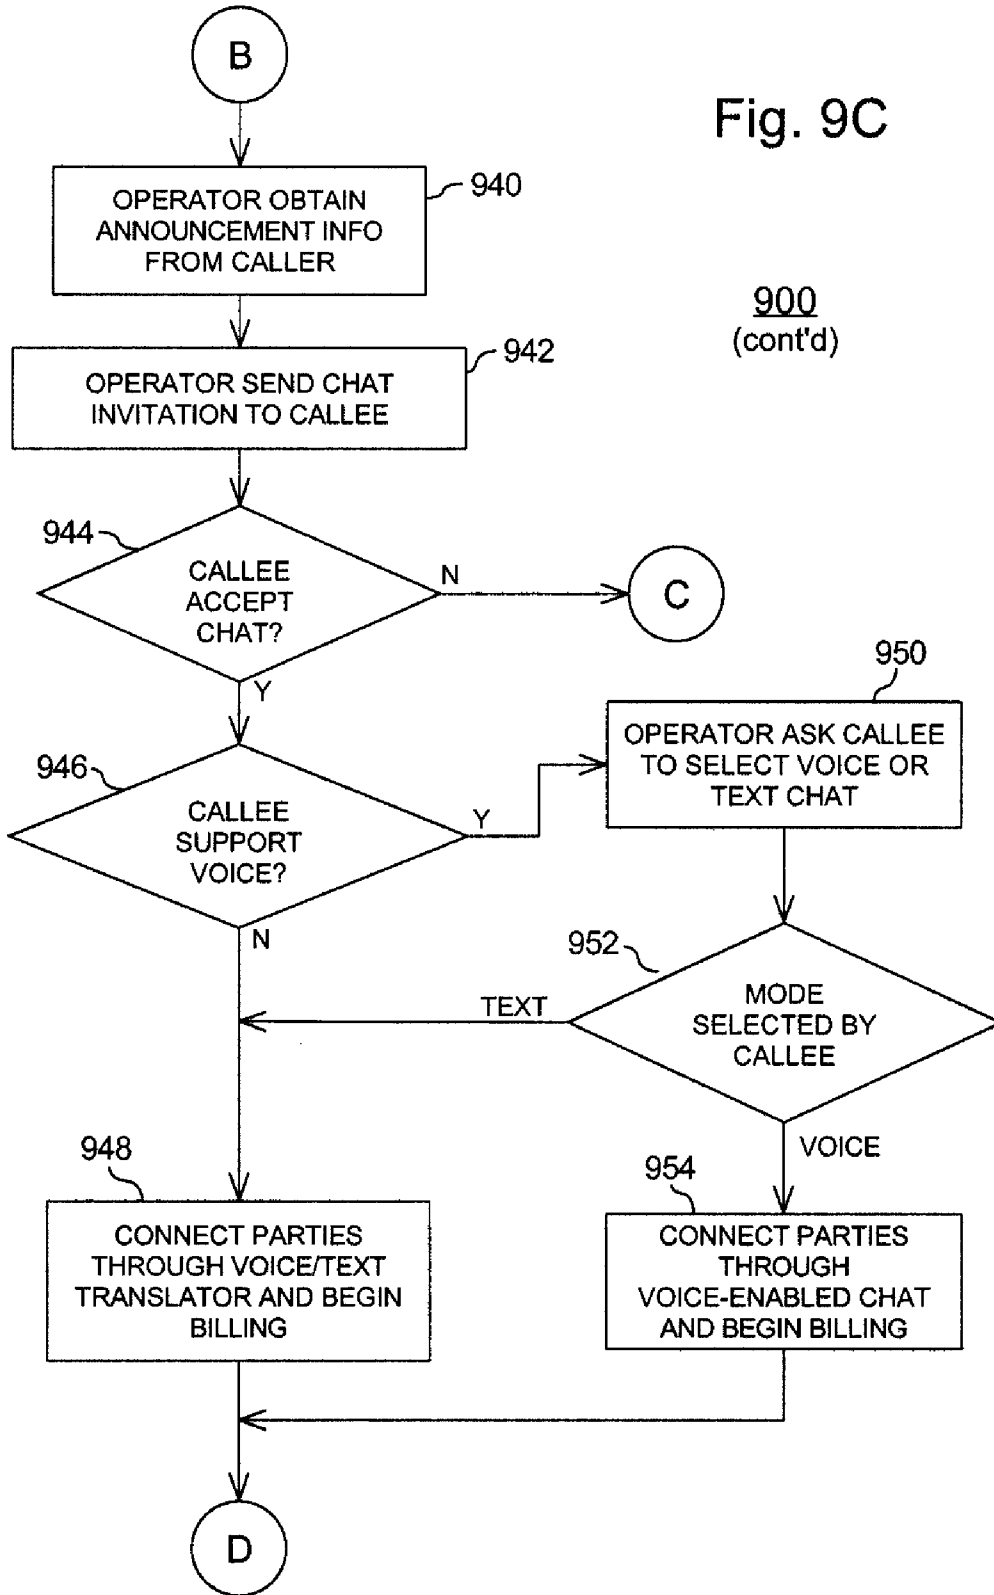 B
Fig. 9C
940
OPERATOR OBTAIN
ANNOUNCEMENT INFO
FROM CALLER
900
(cont'd)
942
OPERATOR SEND CHAT
INVITATION TO CALLEE
944
CALLEE
ACCEPT
CHAT?
N
C
Y
950
OPERATOR ASK CALLEE
TO SELECT VOICE OR
TEXT CHAT
946
CALLEE
SUPPORT
VOICE?
Y
N
952
MODE
SELECTED BY
CALLEE
TEXT
VOICE
948
CONNECT PARTIES
THROUGH VOICE/TEXT
TRANSLATOR AND BEGIN
BILLING
954
CONNECT PARTIES
THROUGH
VOICE-ENABLED CHAT
AND BEGIN BILLING
D